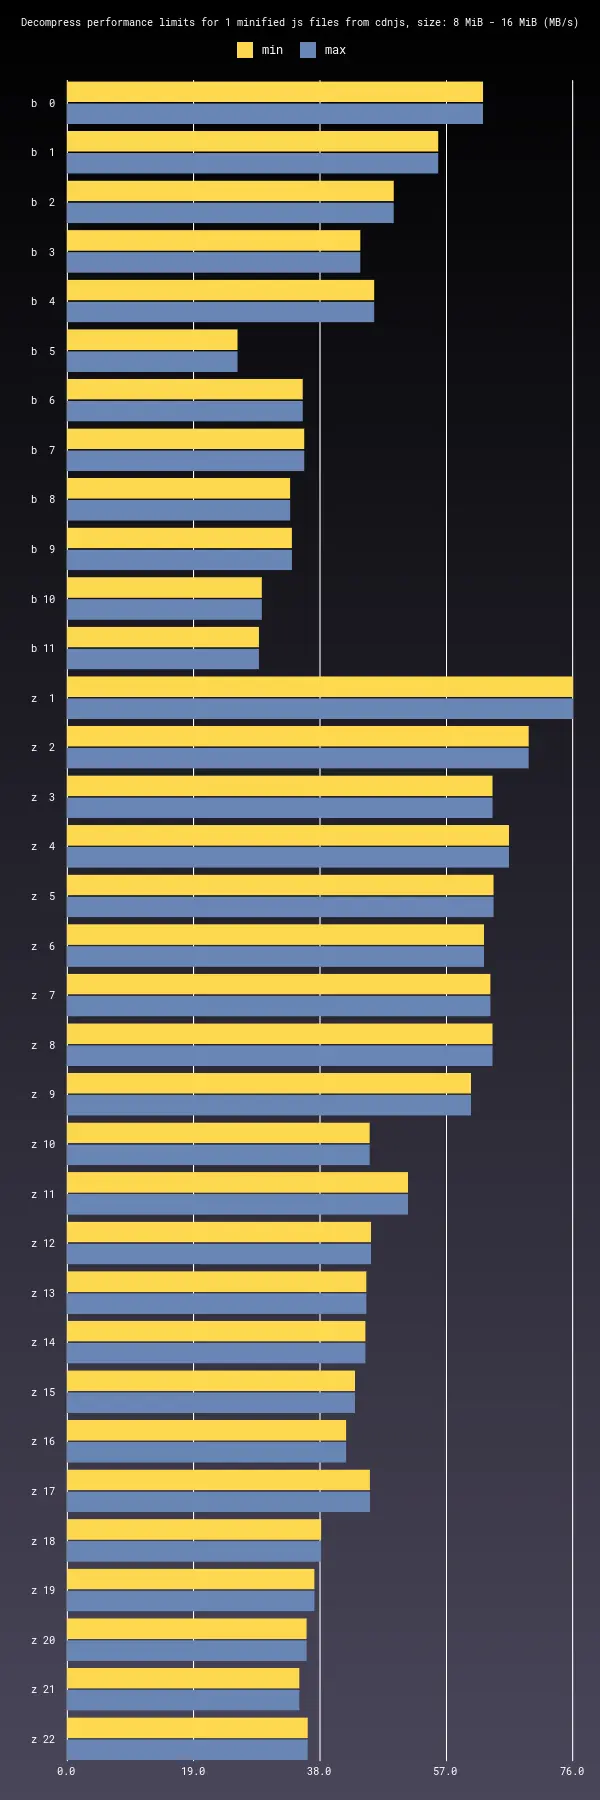 Decompress performance limits for 1 minified js files from cdnjs, size: 8 MiB - 16 MiB (MB/s)
min max
b 0
b 1
b 2
b 3
b 4
b 5
b 6
b 7
b 8
b 9
b 10
b 11
z 1
z 2
z 3
z 4
z 5
z 6
z 7
z 8
z 9
z 10
z 11
z 12
z 13
z 14
z 15
z 16
z 17
z 18
z 19
z 20
z 21
z 22
0.0 19.0 38.0 57.0 76.0